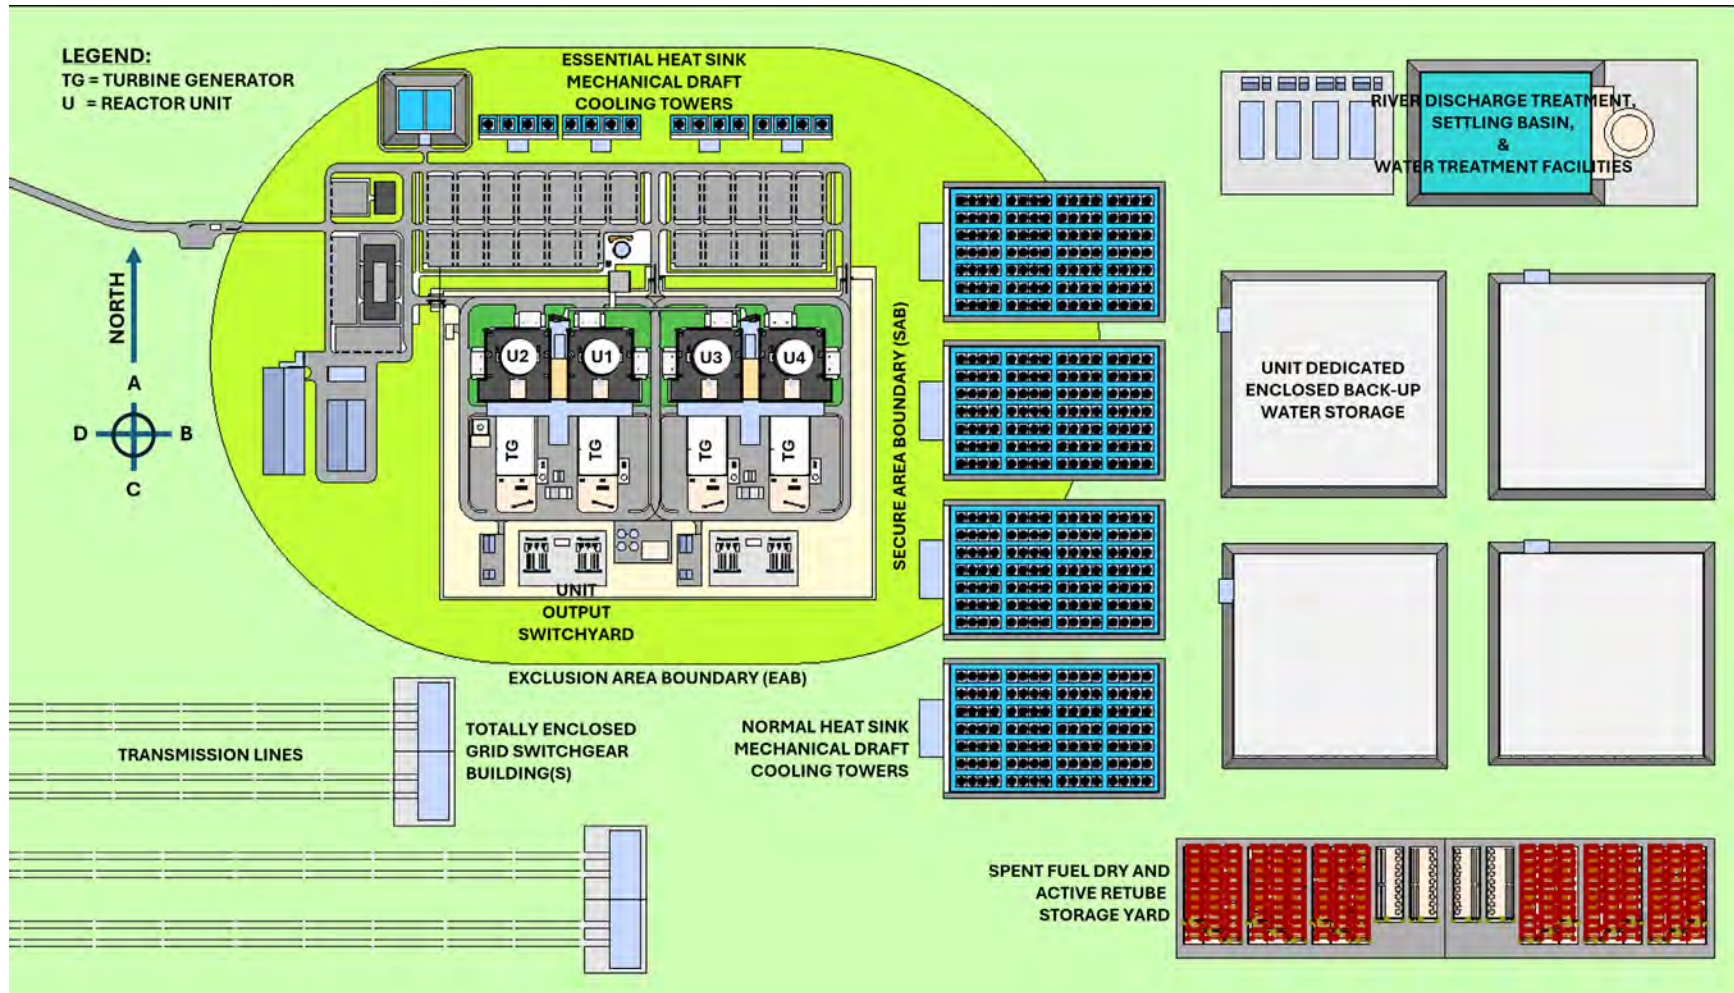 LEGEND:
TG = TURBINE GENERATOR
U = REACTOR UNIT
ESSENTIAL HEAT SINK
MECHANICAL DRAFT
COOLING TOWERS
RIVER DISCHARGE TREATMENT,
SETTLING BASIN,
&
WATER TREATMENT FACILITIES
NORTH
A
D
B
C
U2
U1
U3
U4
TG
TG
TG
TG
SECURE AREA BOUNDARY (SAB)
UNIT DEDICATED
ENCLOSED BACK-UP
WATER STORAGE
UNIT
OUTPUT
SWITCHYARD
EXCLUSION AREA BOUNDARY (EAB)
TRANSMISSION LINES
TOTALLY ENCLOSED
GRID SWITCHGEAR
BUILDING(S)
NORMAL HEAT SINK
MECHANICAL DRAFT
COOLING TOWERS
SPENT FUEL DRY AND
ACTIVE RETUBE
STORAGE YARD